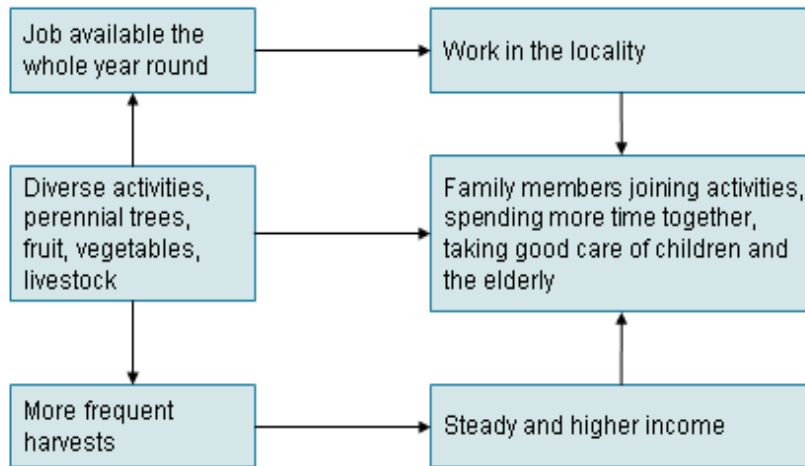 Job available the
whole year round
Work in the locality
Diverse activities,
perennial trees,
fruit, vegetables,
livestock
Family members joining activities,
spending more time together,
taking good care of children and
the elderly
More frequent
harvests
Steady and higher income